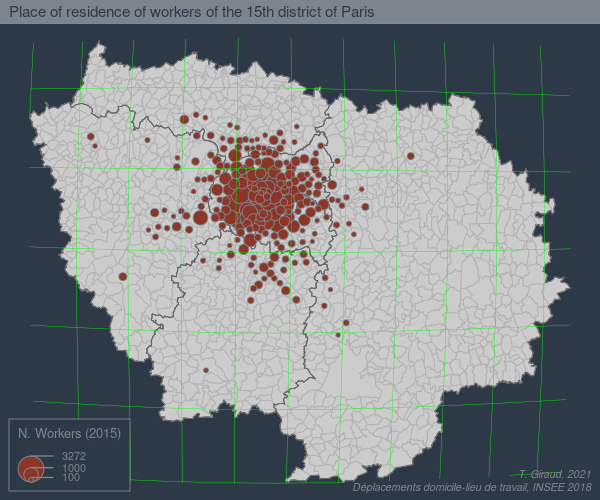 Place of residence of workers of the 15th district of Paris
N. Workers (2015)
3272
1000
100
T. Giraud, 2021
Déplacements domicile-lieu de travail, INSEE 2018